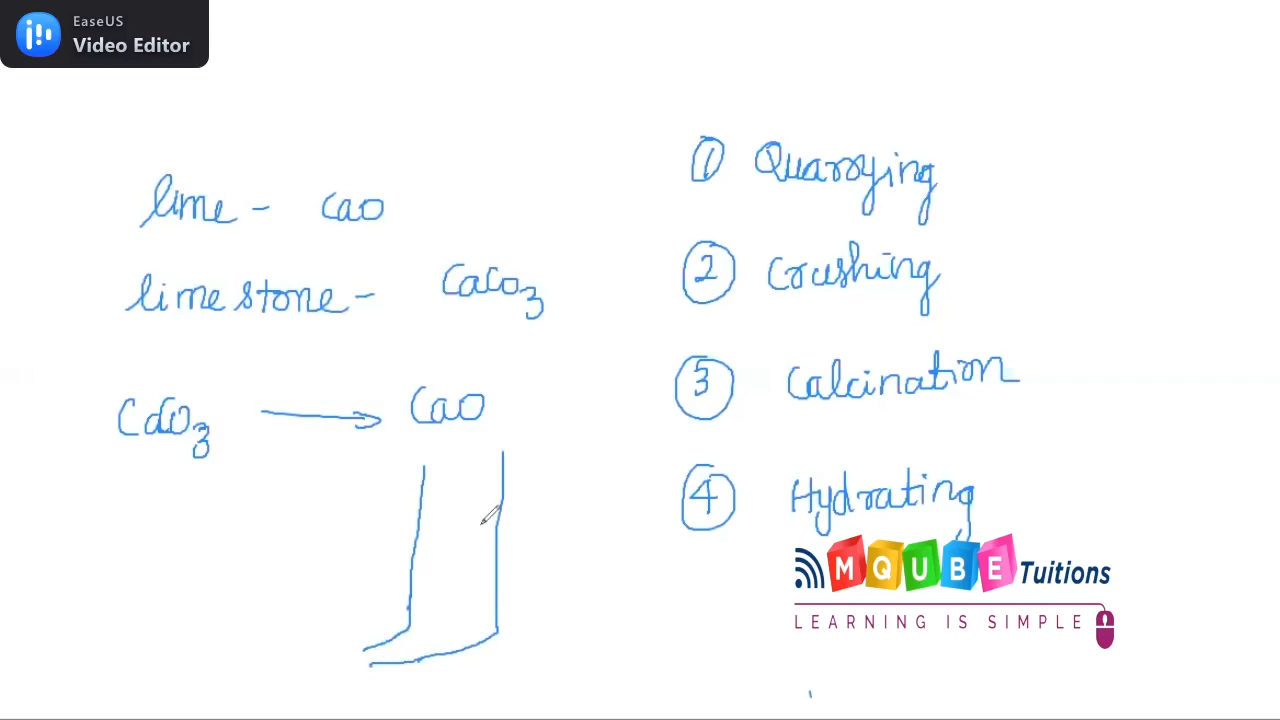 EaseUS
Video Editor
lime - CaO
limestone - CaCO3
CaCO3 → CaO
① Quarrying
② Crushing
③ Calcination
④ Hydrating
MQUBE Tuitions
LEARNING IS SIMPLE